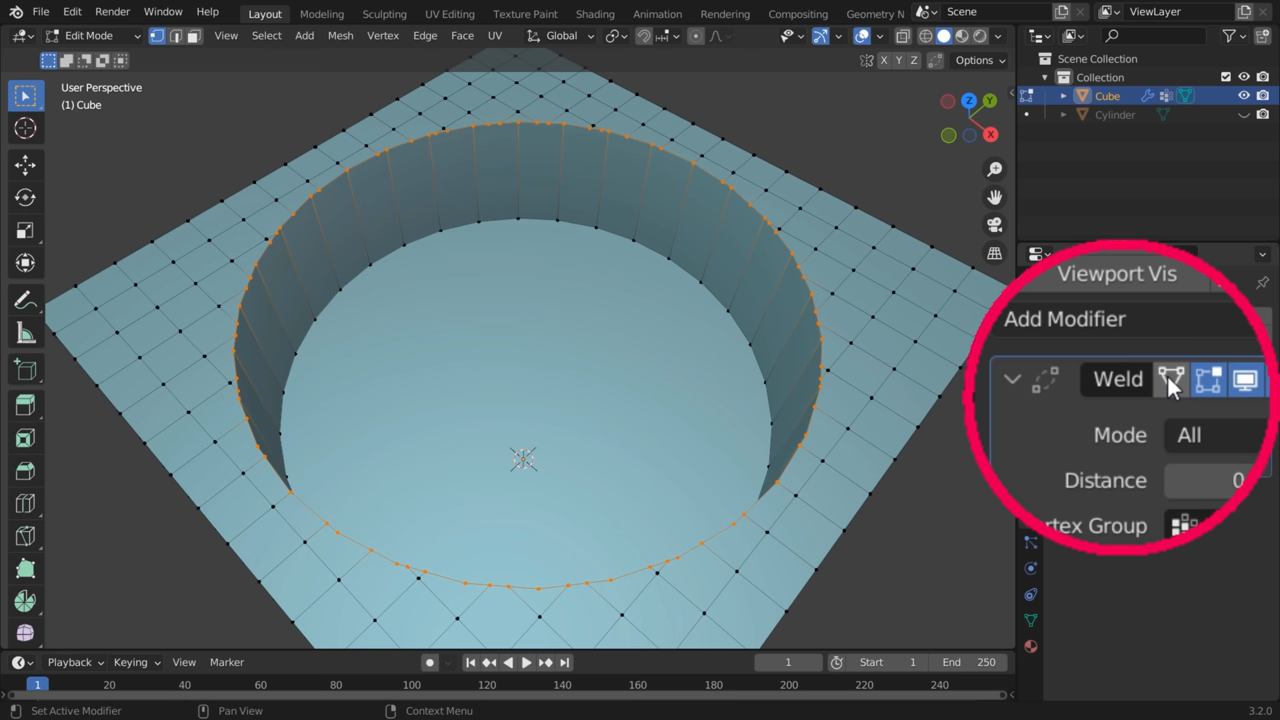 File Edit Render Window Help Layout Modeling Sculpting UV Editing Texture Paint Shading Animation Rendering Compositing Geometry N Scene ViewLayer
Edit Mode View Select Add Mesh Vertex Edge Face UV Global
X Y Z Options
User Perspective
(1) Cube
Z Y X
Scene Collection
Collection
Cube
Cylinder
Viewport Vis
Add Modifier
Weld
Mode All
Distance 0
rtex Group
Playback Keying View Marker 1 Start 1 End 250
1 20 40 60 80 100 120 140 160 180 200 220 240
Set Active Modifier Pan View Context Menu 3.2.0